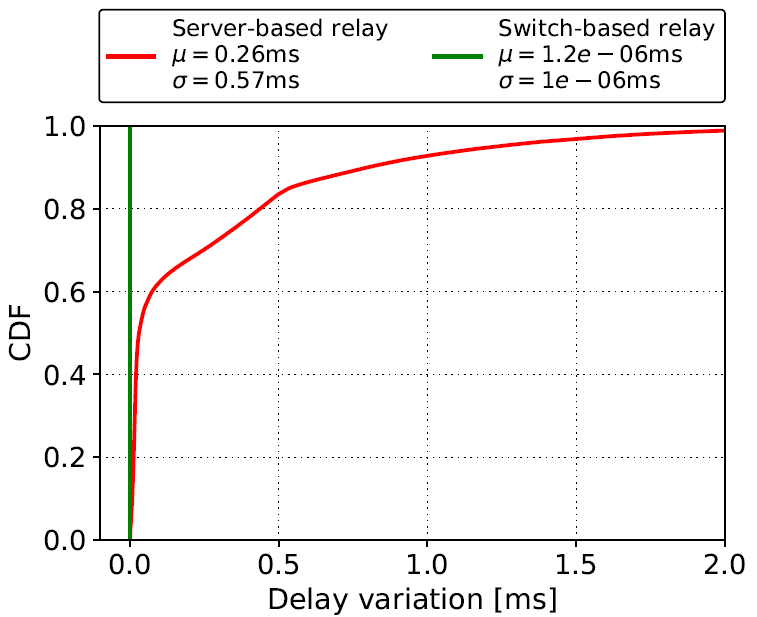 Server-based relay
μ = 0.26ms
σ = 0.57ms
Switch-based relay
μ = 1.2e − 06ms
σ = 1e − 06ms
1.0
0.8
0.6
0.4
0.2
0.0
CDF
0.0 0.5 1.0 1.5 2.0
Delay variation [ms]